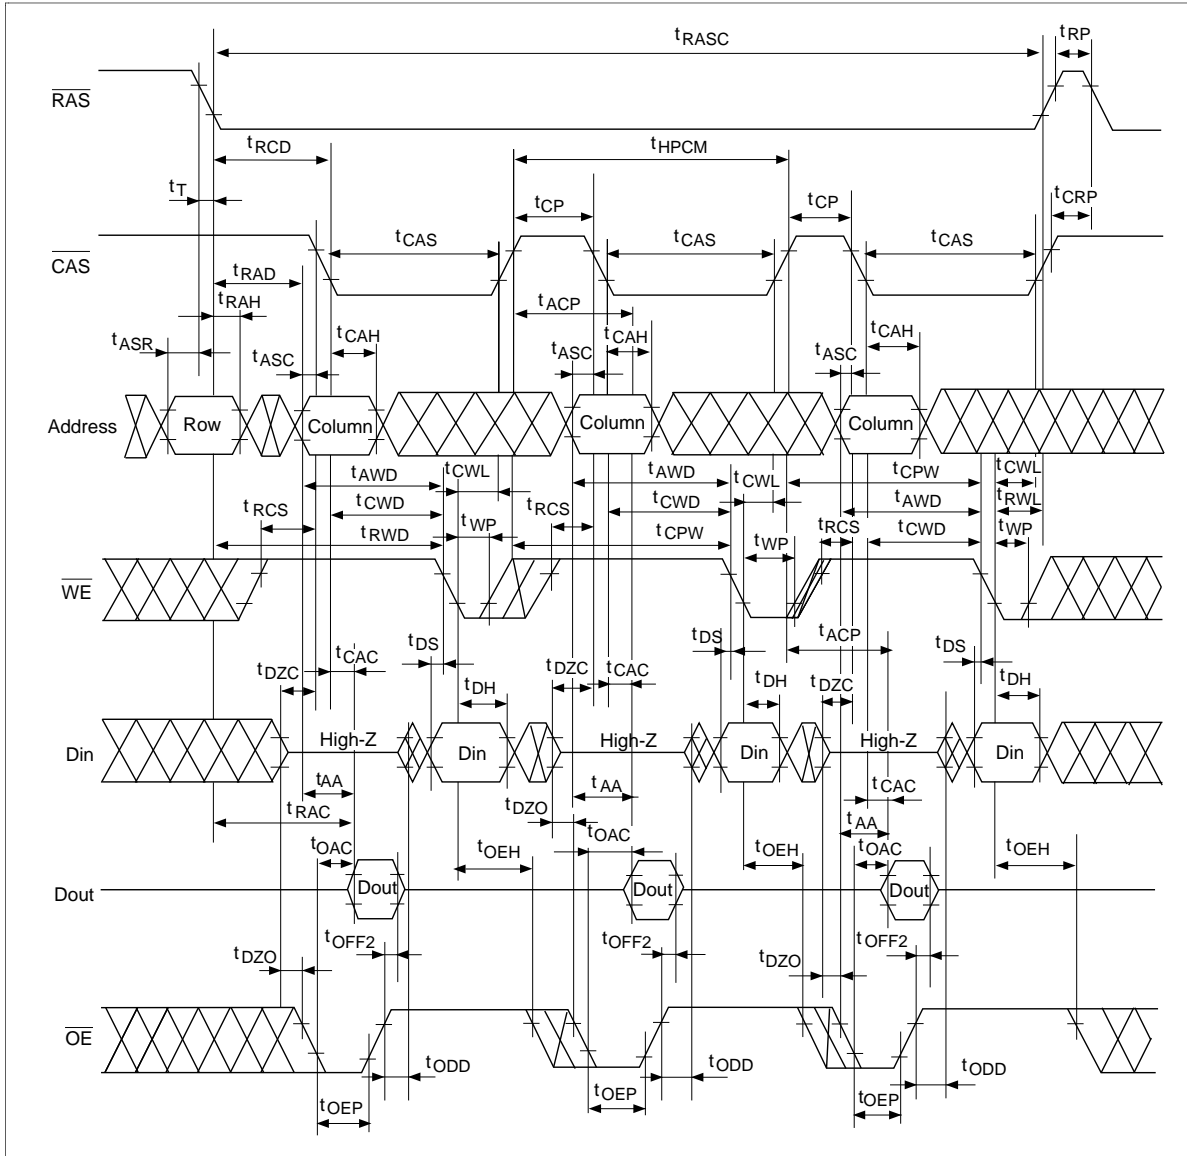 tRASC
tRP
RAS
tRCD
tHPCM
tT
tCP
tCP
tCRP
CAS
tCAS
tCAS
tCAS
tRAD
tRAH
tACP
tASR
tCAH
tCAH
tCAH
tASC
tASC
tASC
Address
Row
Column
Column
Column
tAWD
tCWL
tAWD
tCWL
tCPW
tCWL
tRCS
tCWD
tRCS
tCWD
tAWD
tRWL
tRWD
tWP
tCPW
tWP
tRCS
tCWD
tWP
WE
tDZC
tCAC
tDS
tDZC
tCAC
tDS
tACP
tDS
tDH
tDH
tDZC
tDH
Din
High-Z
Din
High-Z
Din
High-Z
Din
tAA
tAA
tCAC
tRAC
tDZO
tAA
tOAC
tOEH
tOAC
tOEH
tOAC
tOEH
Dout
Dout
Dout
Dout
tDZO
tOFF2
tOFF2
tDZO
tOFF2
OE
tODD
tODD
tODD
tOEP
tOEP
tOEP